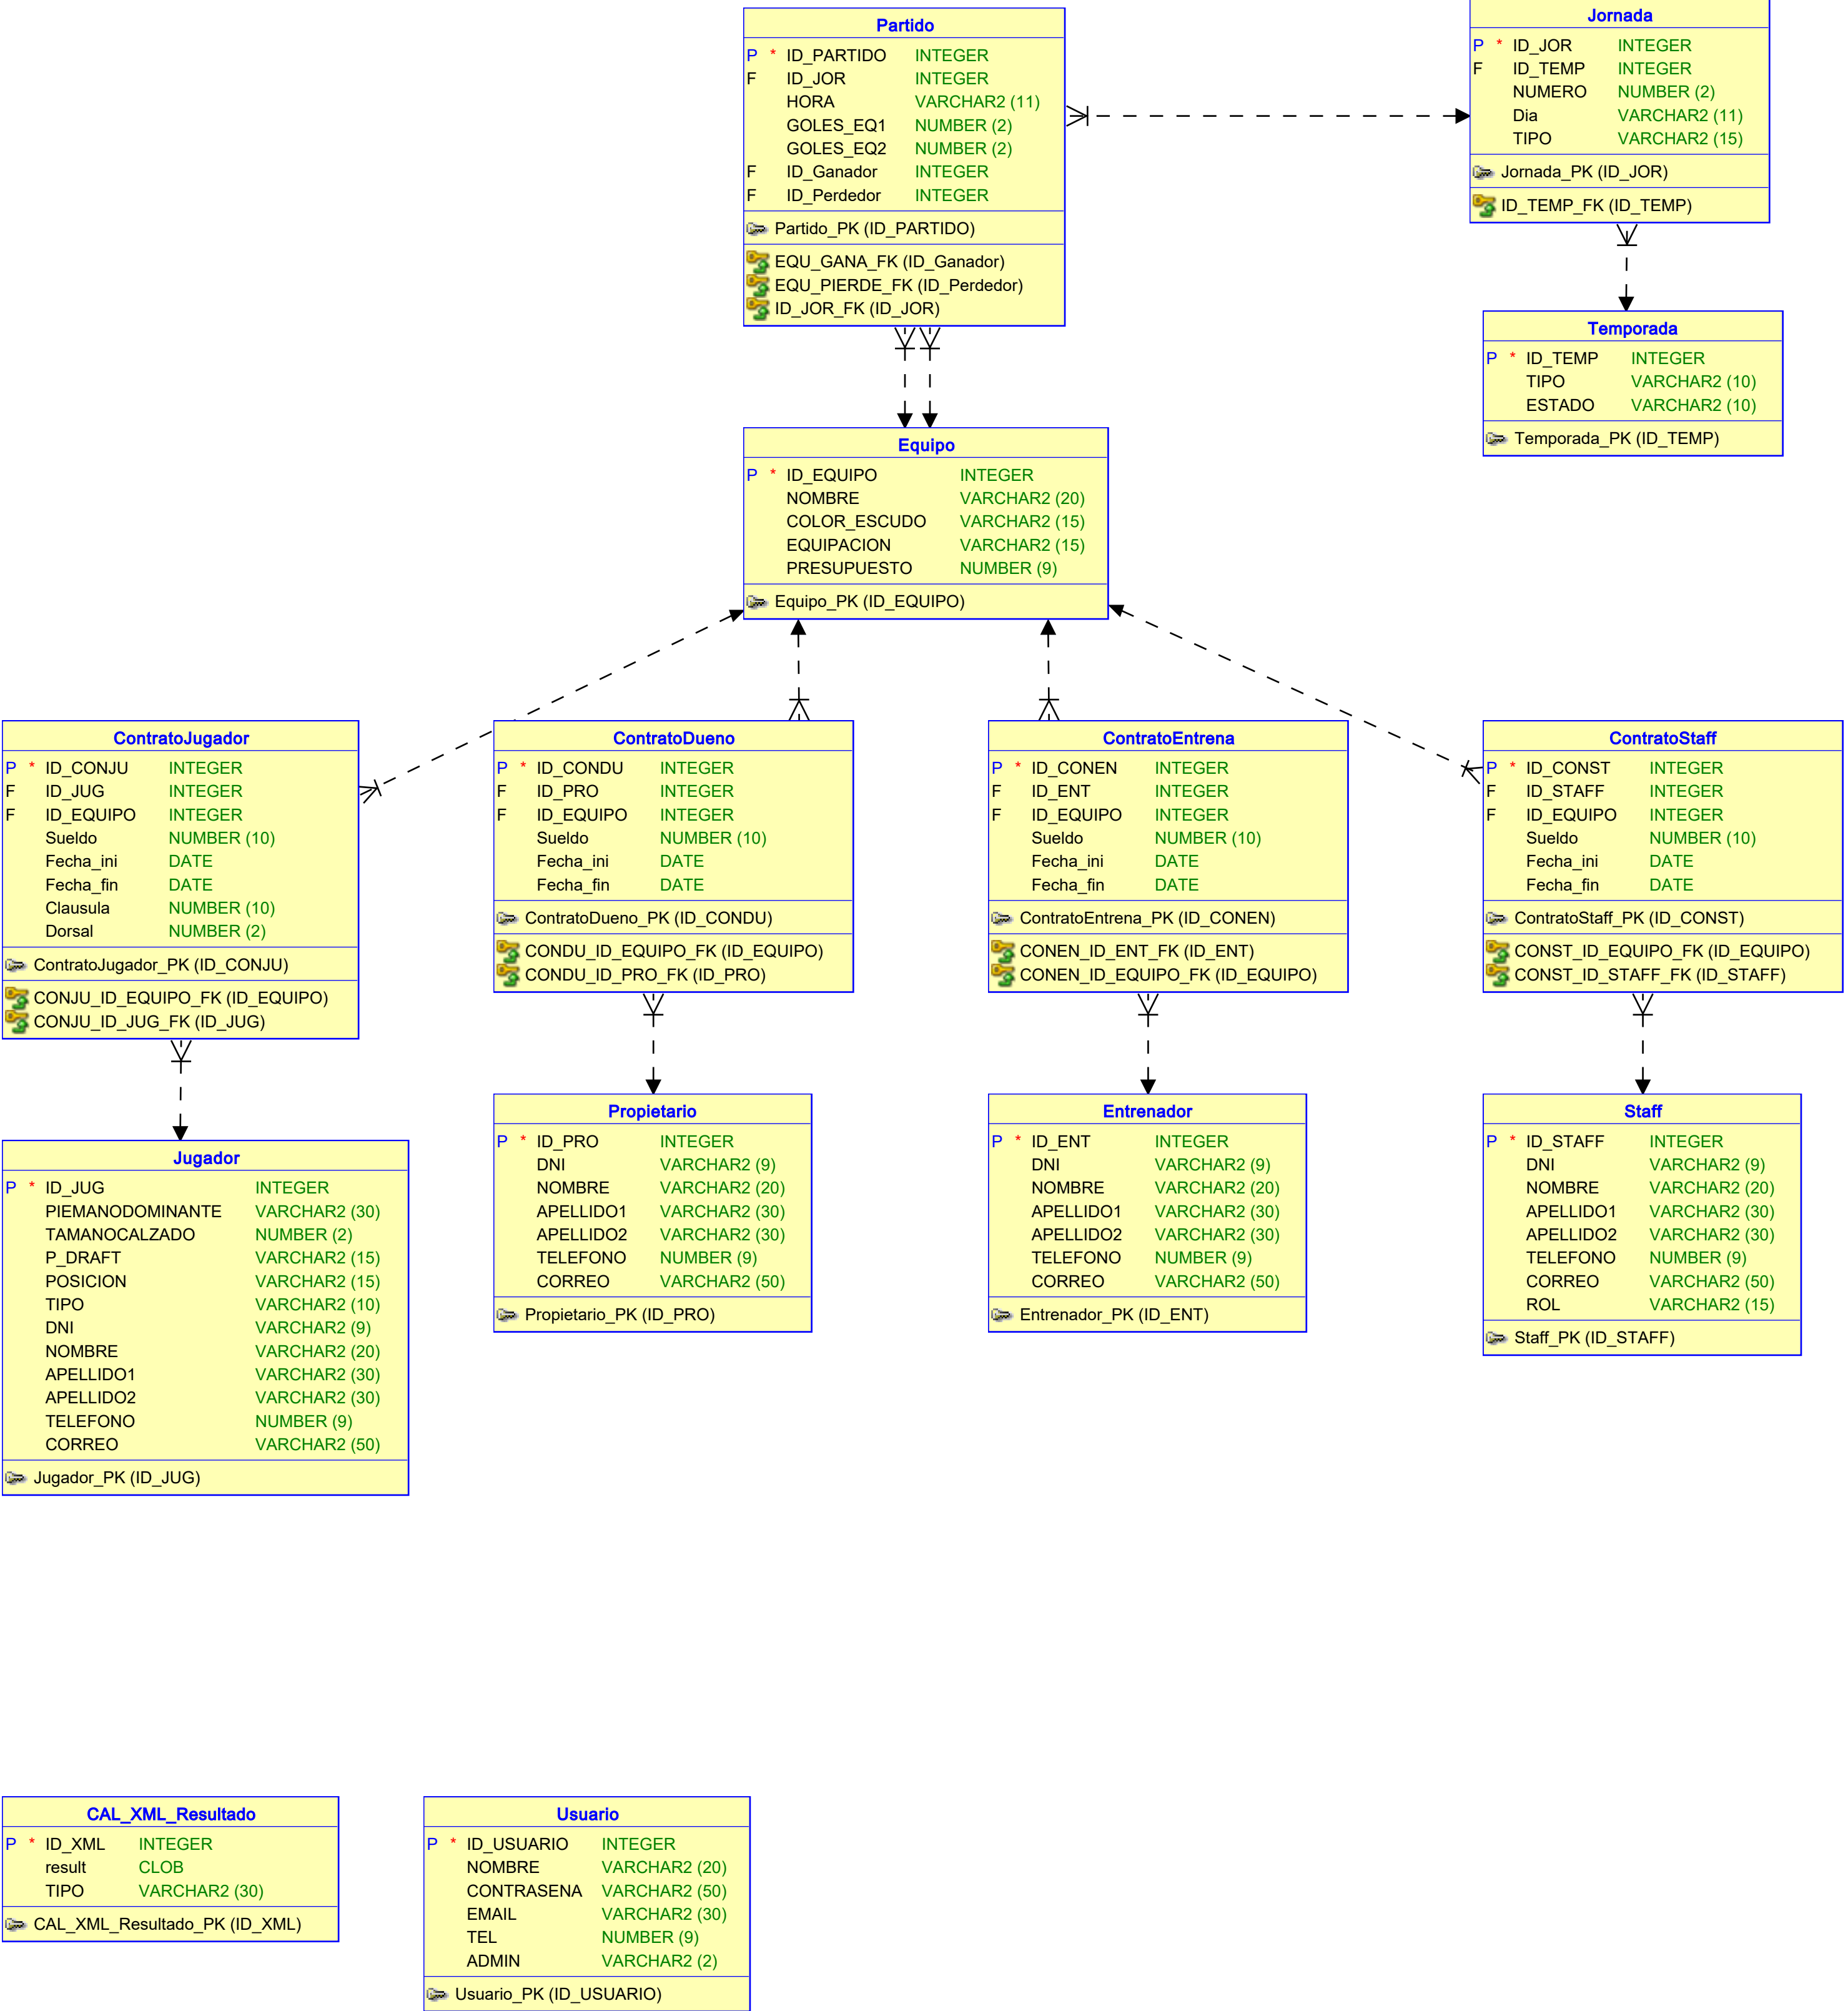 Partido
P * ID_PARTIDO INTEGER
F ID_JOR INTEGER
HORA VARCHAR2 (11)
GOLES_EQ1 NUMBER (2)
GOLES_EQ2 NUMBER (2)
F ID_Ganador INTEGER
F ID_Perdedor INTEGER
Partido_PK (ID_PARTIDO)
EQU_GANA_FK (ID_Ganador)
EQU_PIERDE_FK (ID_Perdedor)
ID_JOR_FK (ID_JOR)
Jornada
P * ID_JOR INTEGER
F ID_TEMP INTEGER
NUMERO NUMBER (2)
Dia VARCHAR2 (11)
TIPO VARCHAR2 (15)
Jornada_PK (ID_JOR)
ID_TEMP_FK (ID_TEMP)
Temporada
P * ID_TEMP INTEGER
TIPO VARCHAR2 (10)
ESTADO VARCHAR2 (10)
Temporada_PK (ID_TEMP)
Equipo
P * ID_EQUIPO INTEGER
NOMBRE VARCHAR2 (20)
COLOR_ESCUDO VARCHAR2 (15)
EQUIPACION VARCHAR2 (15)
PRESUPUESTO NUMBER (9)
Equipo_PK (ID_EQUIPO)
ContratoJugador
P * ID_CONJU INTEGER
F ID_JUG INTEGER
F ID_EQUIPO INTEGER
Sueldo NUMBER (10)
Fecha_ini DATE
Fecha_fin DATE
Clausula NUMBER (10)
Dorsal NUMBER (2)
ContratoJugador_PK (ID_CONJU)
CONJU_ID_EQUIPO_FK (ID_EQUIPO)
CONJU_ID_JUG_FK (ID_JUG)
ContratoDueno
P * ID_CONDU INTEGER
F ID_PRO INTEGER
F ID_EQUIPO INTEGER
Sueldo NUMBER (10)
Fecha_ini DATE
Fecha_fin DATE
ContratoDueno_PK (ID_CONDU)
CONDU_ID_EQUIPO_FK (ID_EQUIPO)
CONDU_ID_PRO_FK (ID_PRO)
ContratoEntrena
P * ID_CONEN INTEGER
F ID_ENT INTEGER
F ID_EQUIPO INTEGER
Sueldo NUMBER (10)
Fecha_ini DATE
Fecha_fin DATE
ContratoEntrena_PK (ID_CONEN)
CONEN_ID_ENT_FK (ID_ENT)
CONEN_ID_EQUIPO_FK (ID_EQUIPO)
ContratoStaff
P * ID_CONST INTEGER
F ID_STAFF INTEGER
F ID_EQUIPO INTEGER
Sueldo NUMBER (10)
Fecha_ini DATE
Fecha_fin DATE
ContratoStaff_PK (ID_CONST)
CONST_ID_EQUIPO_FK (ID_EQUIPO)
CONST_ID_STAFF_FK (ID_STAFF)
Jugador
P * ID_JUG INTEGER
PIEMANODOMINANTE VARCHAR2 (30)
TAMANOCALZADO NUMBER (2)
P_DRAFT VARCHAR2 (15)
POSICION VARCHAR2 (15)
TIPO VARCHAR2 (10)
DNI VARCHAR2 (9)
NOMBRE VARCHAR2 (20)
APELLIDO1 VARCHAR2 (30)
APELLIDO2 VARCHAR2 (30)
TELEFONO NUMBER (9)
CORREO VARCHAR2 (50)
Jugador_PK (ID_JUG)
Propietario
P * ID_PRO INTEGER
DNI VARCHAR2 (9)
NOMBRE VARCHAR2 (20)
APELLIDO1 VARCHAR2 (30)
APELLIDO2 VARCHAR2 (30)
TELEFONO NUMBER (9)
CORREO VARCHAR2 (50)
Propietario_PK (ID_PRO)
Entrenador
P * ID_ENT INTEGER
DNI VARCHAR2 (9)
NOMBRE VARCHAR2 (20)
APELLIDO1 VARCHAR2 (30)
APELLIDO2 VARCHAR2 (30)
TELEFONO NUMBER (9)
CORREO VARCHAR2 (50)
Entrenador_PK (ID_ENT)
Staff
P * ID_STAFF INTEGER
DNI VARCHAR2 (9)
NOMBRE VARCHAR2 (20)
APELLIDO1 VARCHAR2 (30)
APELLIDO2 VARCHAR2 (30)
TELEFONO NUMBER (9)
CORREO VARCHAR2 (50)
ROL VARCHAR2 (15)
Staff_PK (ID_STAFF)
CAL_XML_Resultado
P * ID_XML INTEGER
result CLOB
TIPO VARCHAR2 (30)
CAL_XML_Resultado_PK (ID_XML)
Usuario
P * ID_USUARIO INTEGER
NOMBRE VARCHAR2 (20)
CONTRASENA VARCHAR2 (50)
EMAIL VARCHAR2 (30)
TEL NUMBER (9)
ADMIN VARCHAR2 (2)
Usuario_PK (ID_USUARIO)